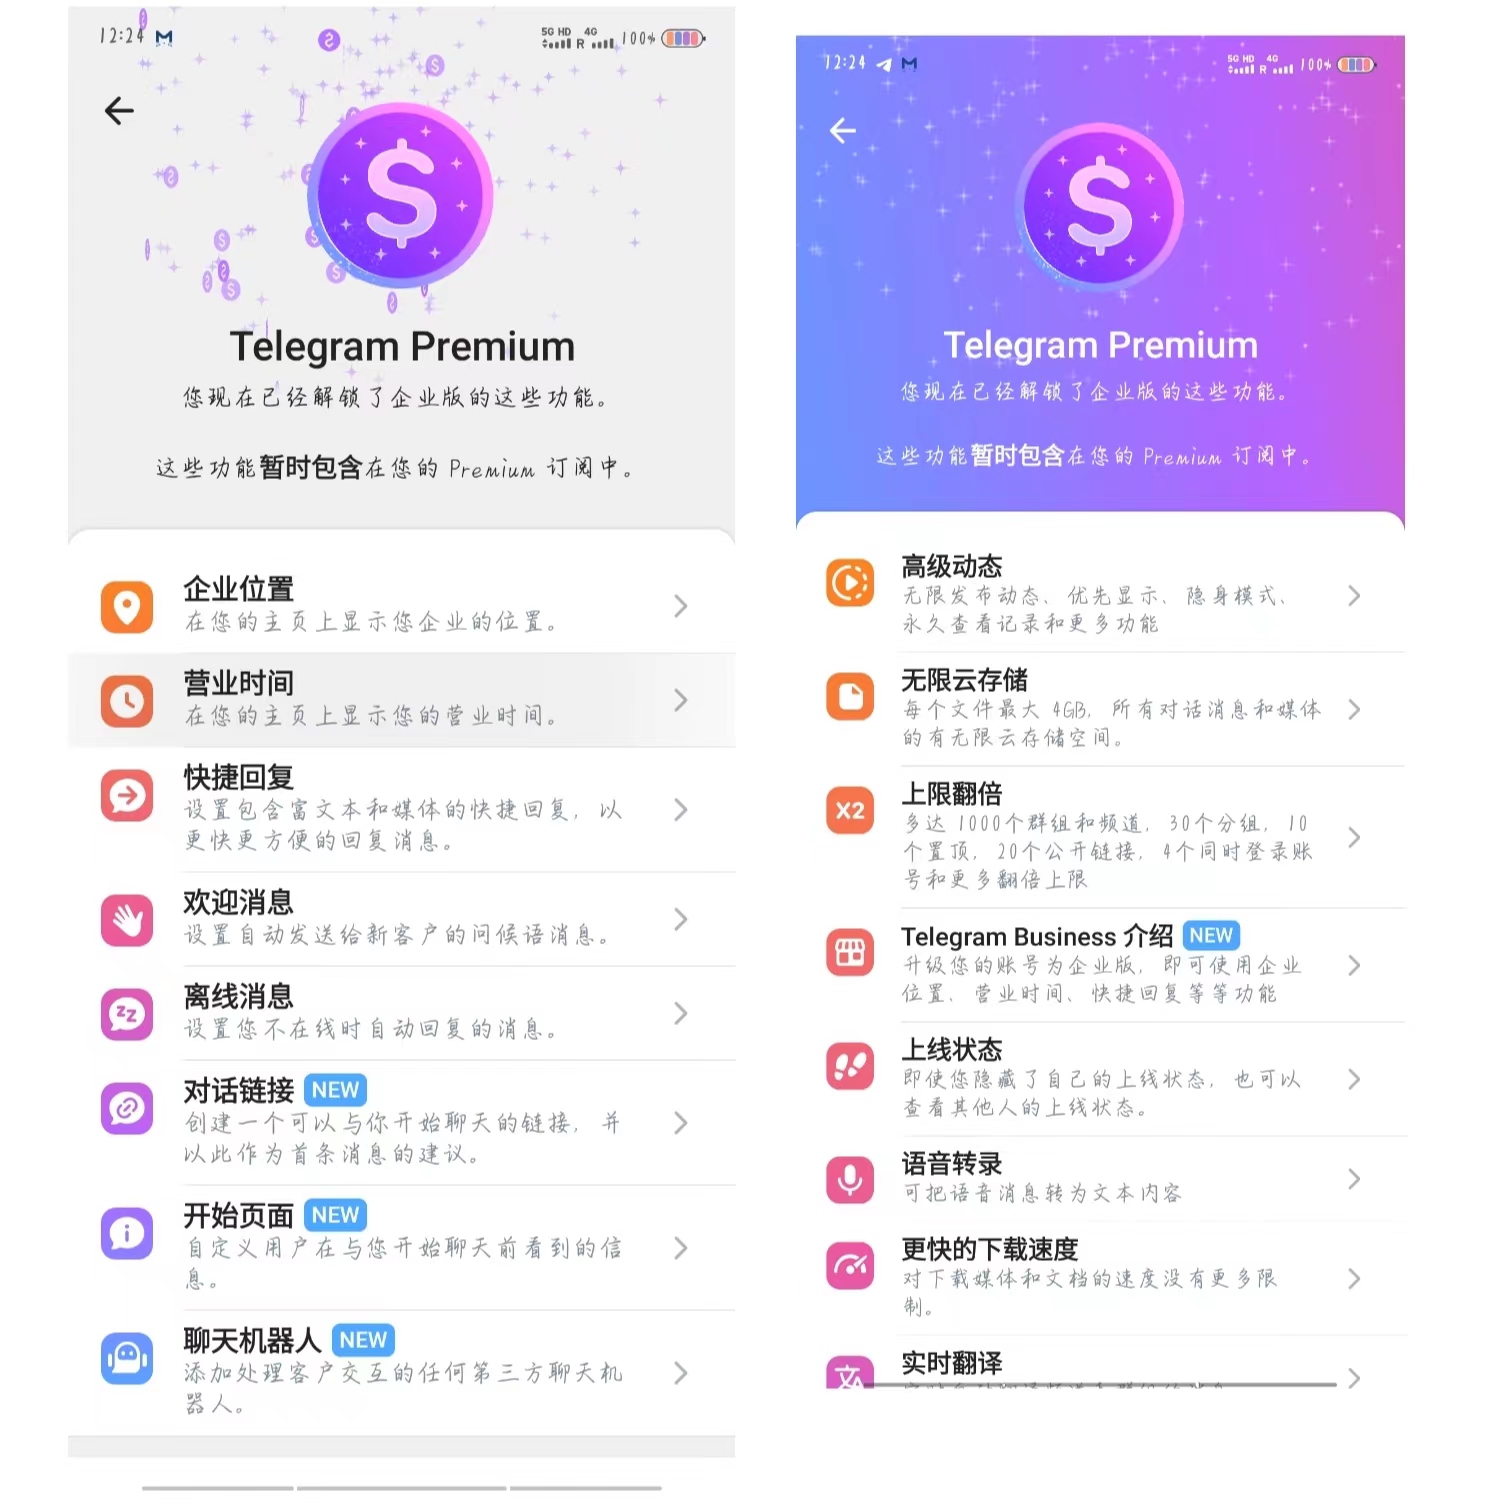 12:24
5G HD 4G R 100%
Telegram Premium
您现在已经解锁了企业版的这些功能。
这些功能暂时包含在您的 Premium 订阅中。
企业位置
在您的主页上显示您企业的位置。
营业时间
在您的主页上显示您的营业时间。
快捷回复
设置包含富文本和媒体的快捷回复，以
更快更方便的回复消息。
欢迎消息
设置自动发送给新客户的问候语消息。
离线消息
设置您不在线时自动回复的消息。
对话链接 NEW
创建一个可以与你开始聊天的链接，并
以此作为首条消息的建议。
开始页面 NEW
自定义用户在与您开始聊天前看到的信
息。
聊天机器人 NEW
添加处理客户交互的任何第三方聊天机
器人。
12:24
5G HD 4G R 100%
Telegram Premium
您现在已经解锁了企业版的这些功能。
这些功能暂时包含在您的 Premium 订阅中。
高级动态
无限发布动态、优先显示、隐身模式、
永久查看记录和更多功能
无限云存储
每个文件最大 4GB，所有对话消息和媒体
的有无限云存储空间。
X2
上限翻倍
多达 1000个群组和频道，30个分组，10
个置顶，20个公开链接，4个同时登录账
号和更多翻倍上限
Telegram Business 介绍 NEW
升级您的账号为企业版，即可使用企业
位置、营业时间、快捷回复等等功能
上线状态
即使您隐藏了自己的上线状态，也可以
查看其他人的上线状态。
语音转录
可把语音消息转为文本内容
更快的下载速度
对下载媒体和文档的速度没有更多限
制。
实时翻译